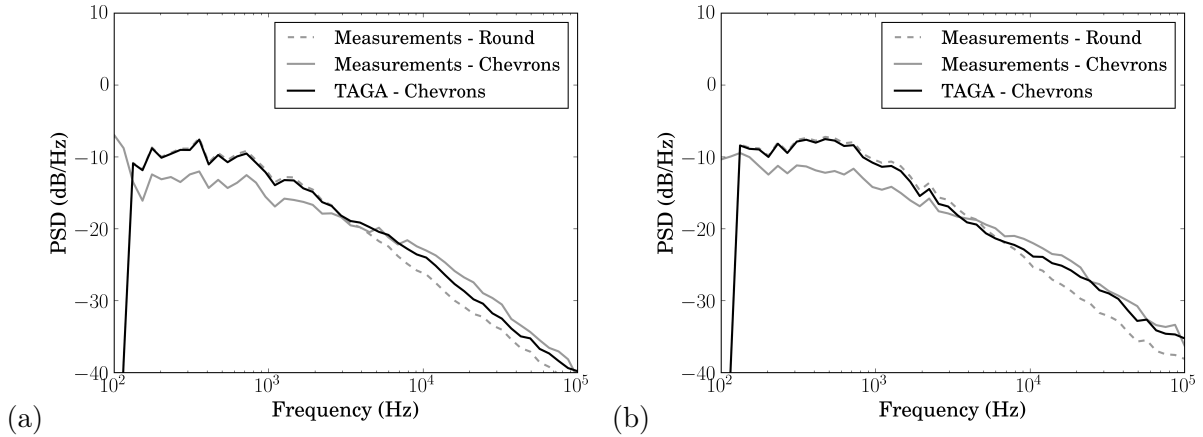 10
0
−10
−20
−30
−40
PSD (dB/Hz)
10²
10³
10⁴
10⁵
Frequency (Hz)
Measurements - Round
Measurements - Chevrons
TAGA - Chevrons
(a)
10
0
−10
−20
−30
−40
PSD (dB/Hz)
10²
10³
10⁴
10⁵
Frequency (Hz)
Measurements - Round
Measurements - Chevrons
TAGA - Chevrons
(b)